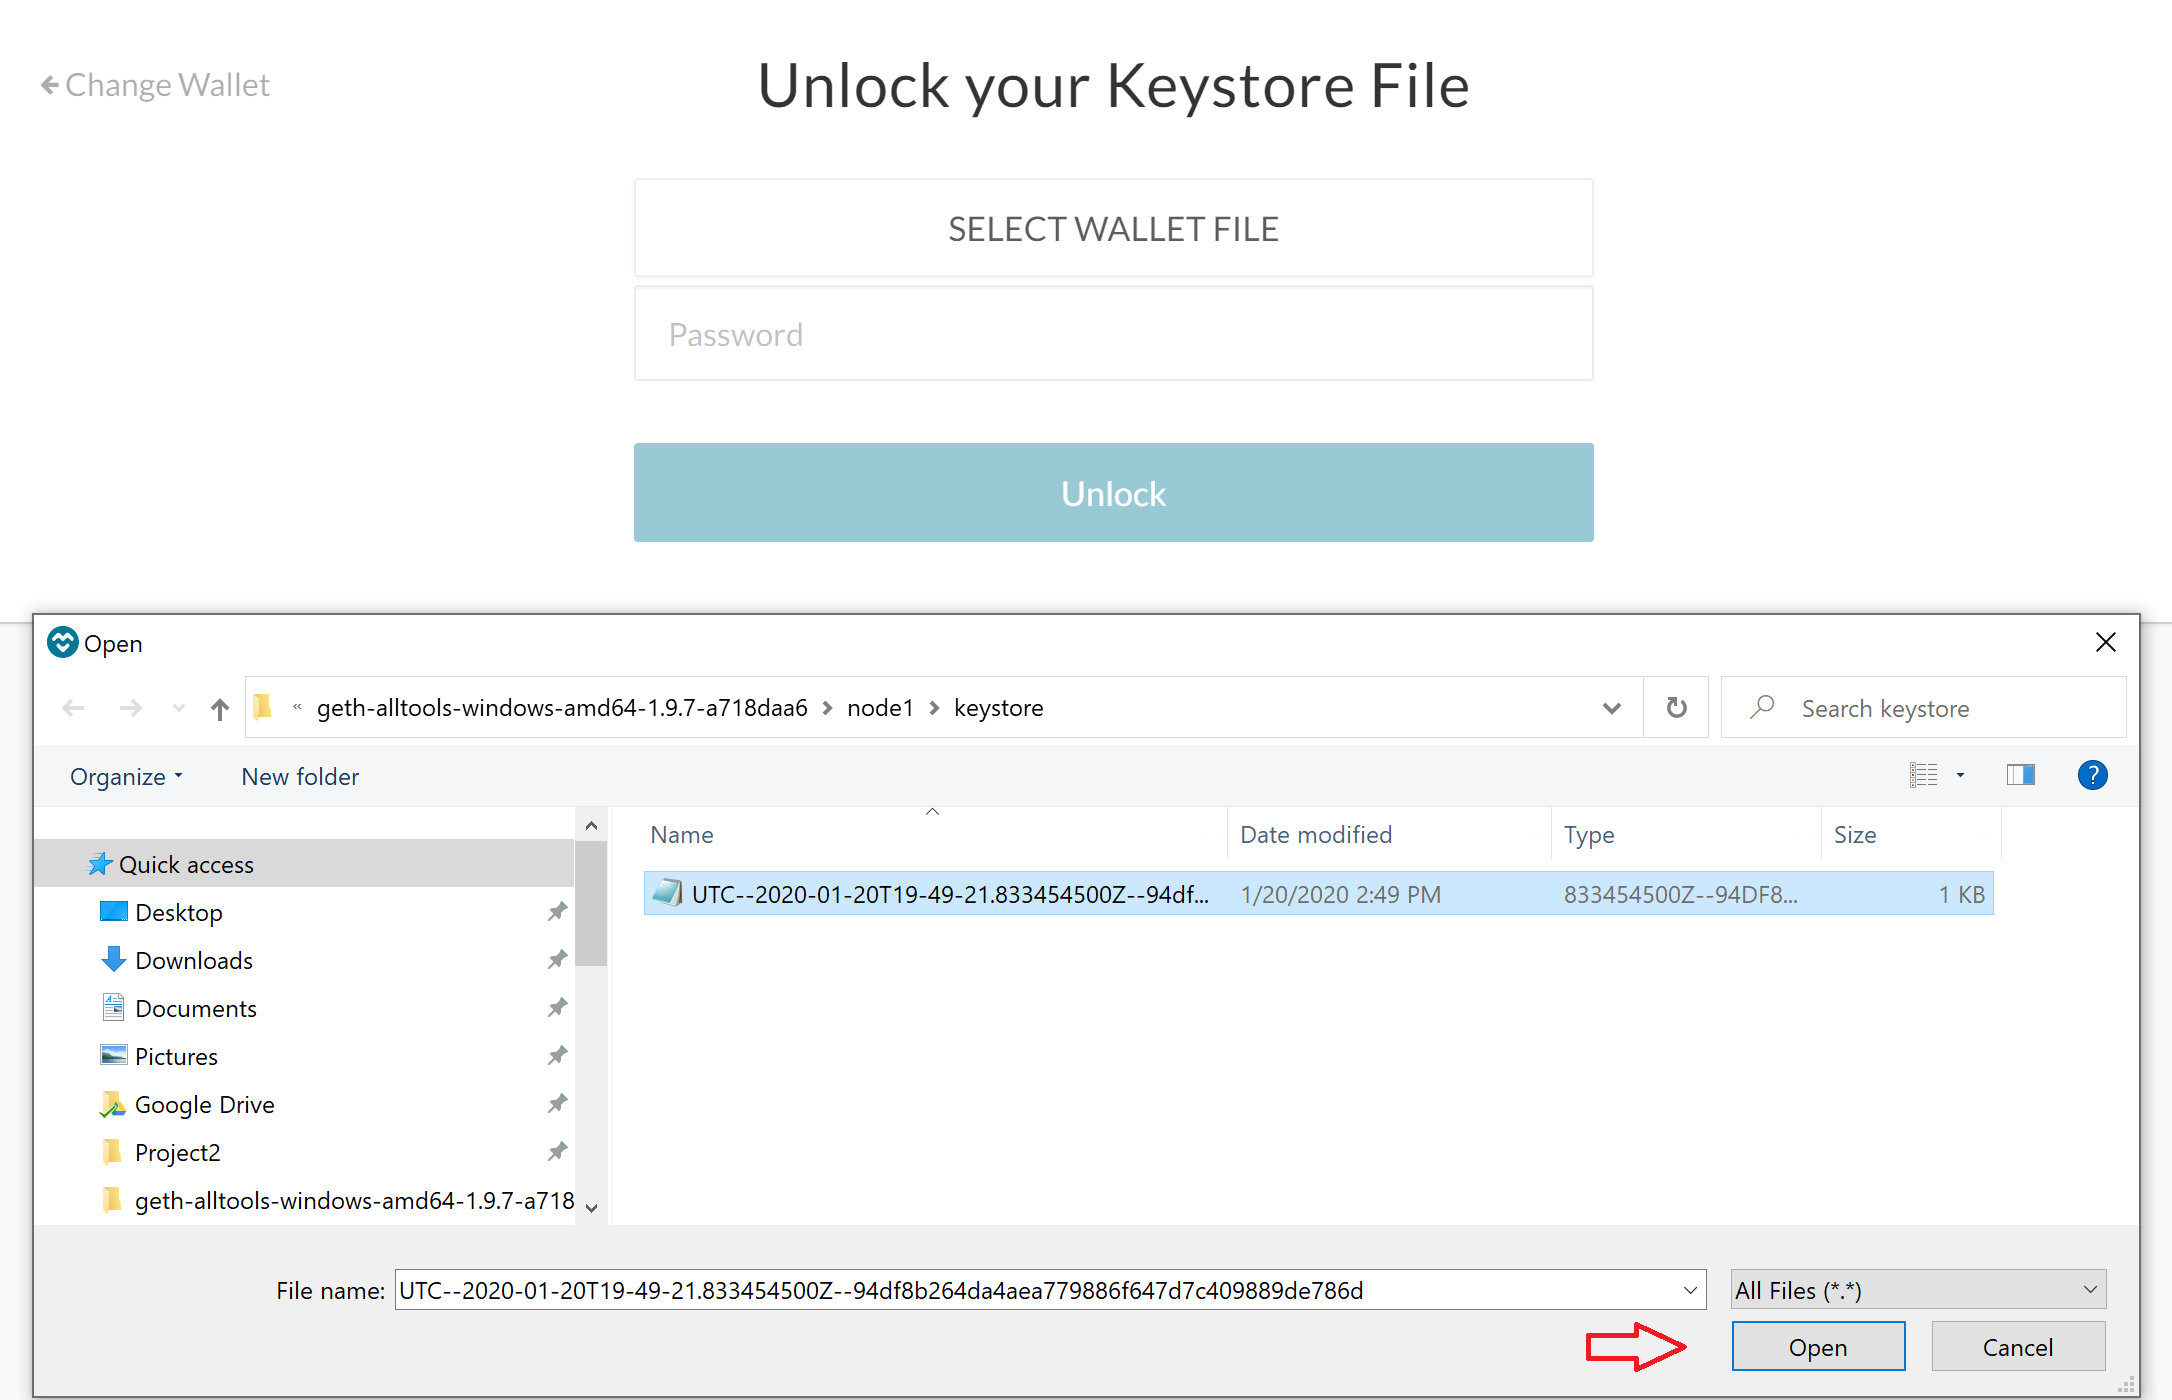 Change Wallet
Unlock your Keystore File
SELECT WALLET FILE
Password
Unlock
Open
« geth-alltools-windows-amd64-1.9.7-a718daa6 > node1 > keystore
Search keystore
Organize
New folder
?
Name Date modified Type Size
UTC--2020-01-20T19-49-21.833454500Z--94df... 1/20/2020 2:49 PM 833454500Z--94DF8... 1 KB
Quick access
Desktop
Downloads
Documents
Pictures
Google Drive
Project2
geth-alltools-windows-amd64-1.9.7-a718
File name: UTC--2020-01-20T19-49-21.833454500Z--94df8b264da4aea779886f647d7c409889de786d
All Files (*.*)
Open
Cancel